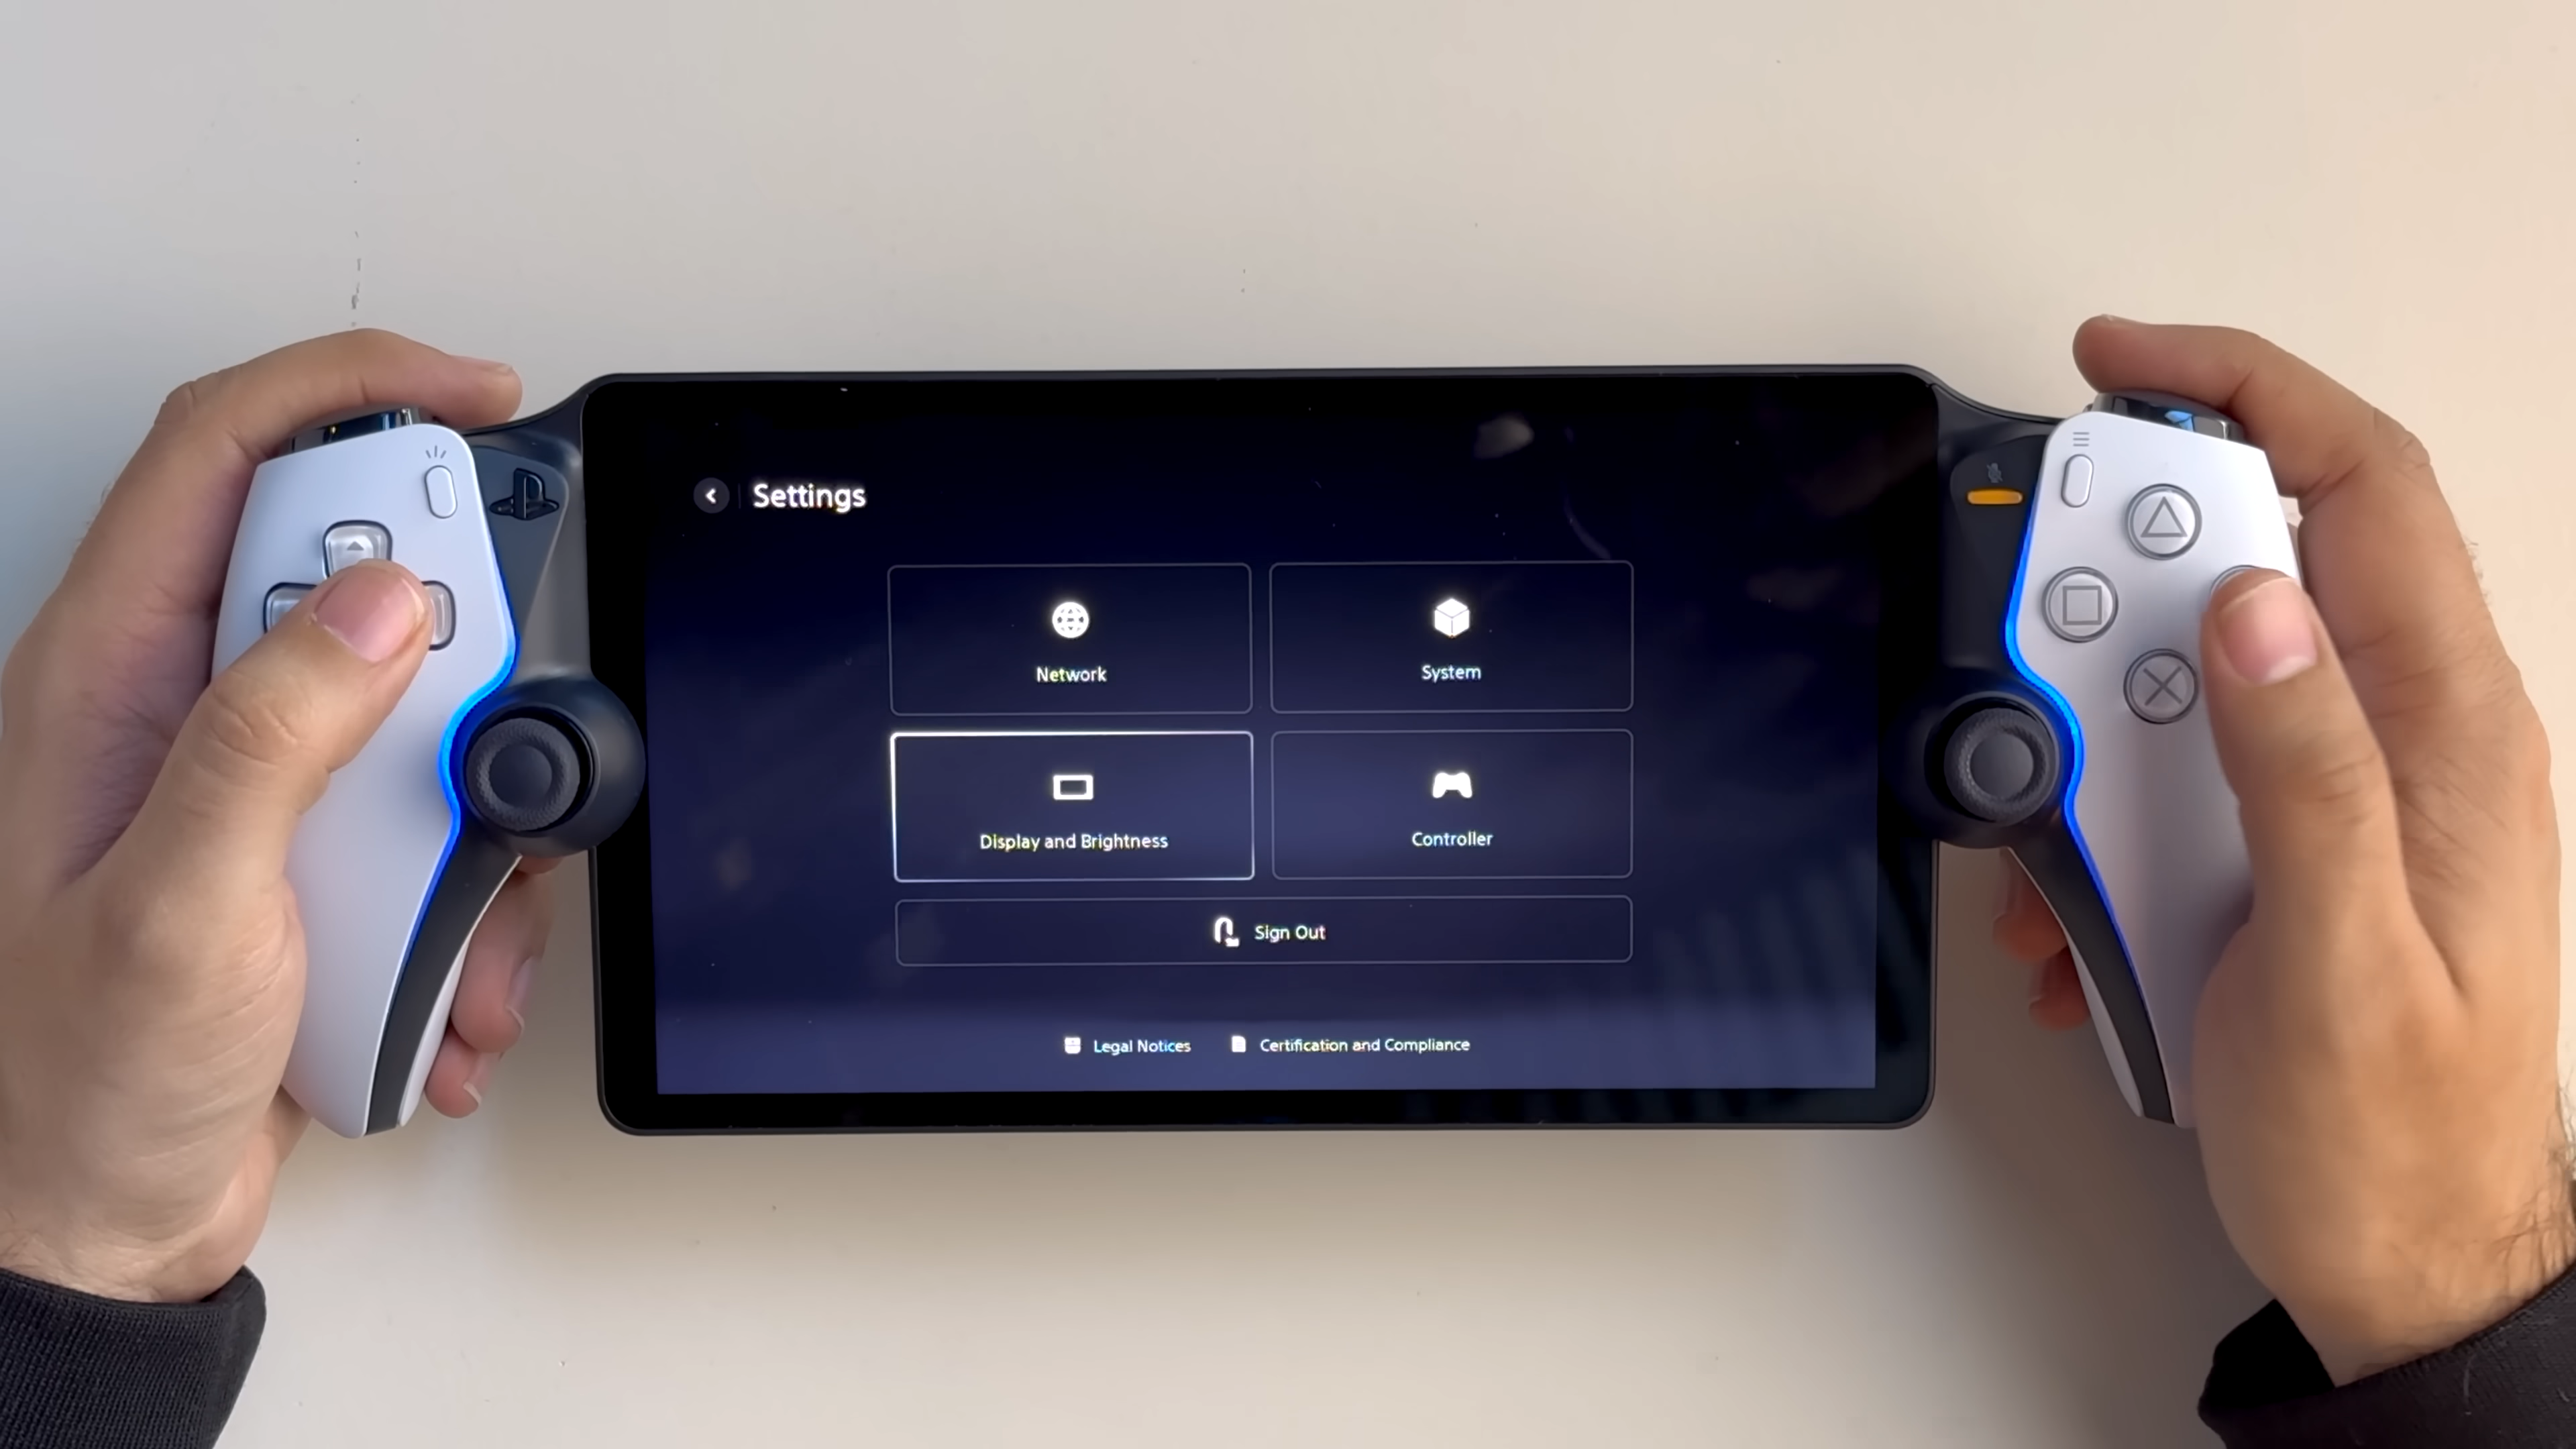 Settings
Network
System
Display and Brightness
Controller
Sign Out
Legal Notices
Certification and Compliance